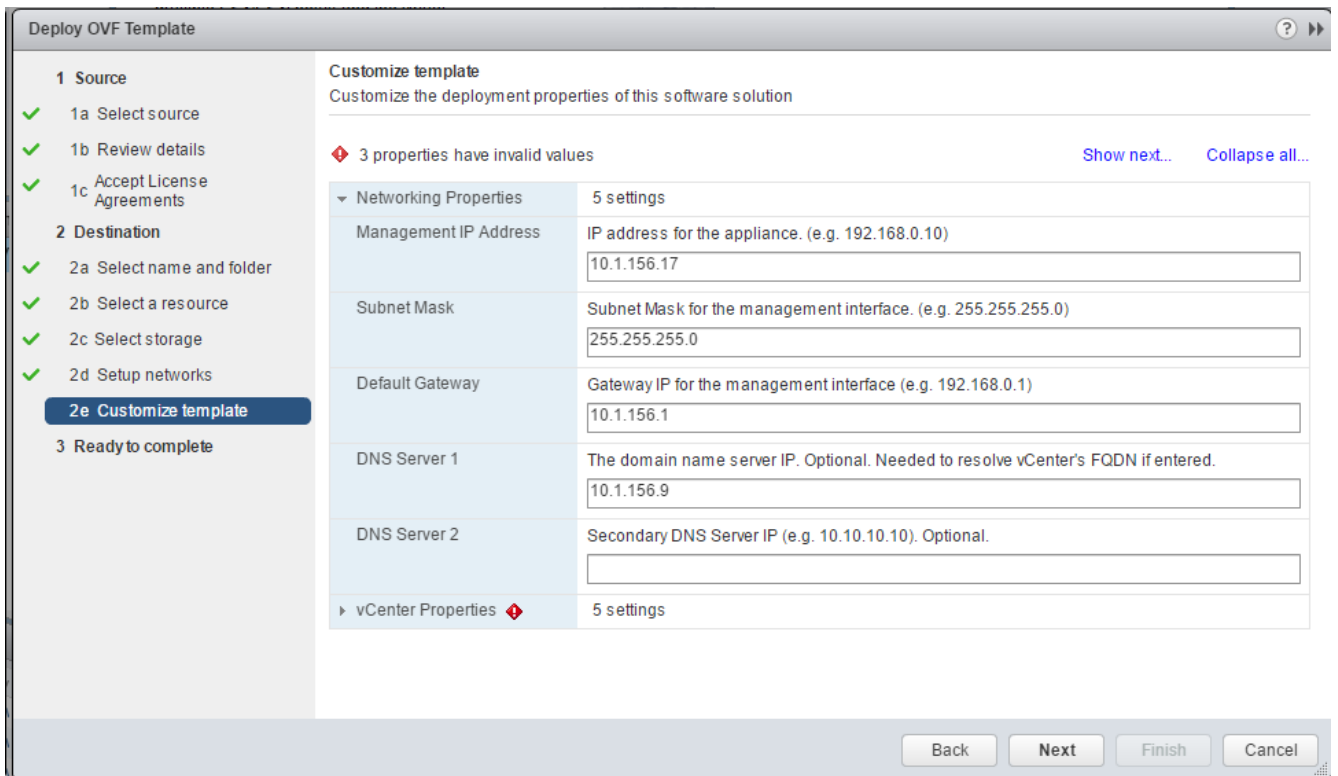 Deploy OVF Template
?
1 Source
1a Select source
1b Review details
1c Accept License
Agreements
2 Destination
2a Select name and folder
2b Select a resource
2c Select storage
2d Setup networks
2e Customize template
3 Ready to complete
Customize template
Customize the deployment properties of this software solution
3 properties have invalid values
Show next... Collapse all...
Networking Properties 5 settings
Management IP Address IP address for the appliance. (e.g. 192.168.0.10)
10.1.156.17
Subnet Mask Subnet Mask for the management interface. (e.g. 255.255.255.0)
255.255.255.0
Default Gateway Gateway IP for the management interface (e.g. 192.168.0.1)
10.1.156.1
DNS Server 1 The domain name server IP. Optional. Needed to resolve vCenter's FQDN if entered.
10.1.156.9
DNS Server 2 Secondary DNS Server IP (e.g. 10.10.10.10). Optional.
vCenter Properties 5 settings
Back Next Finish Cancel